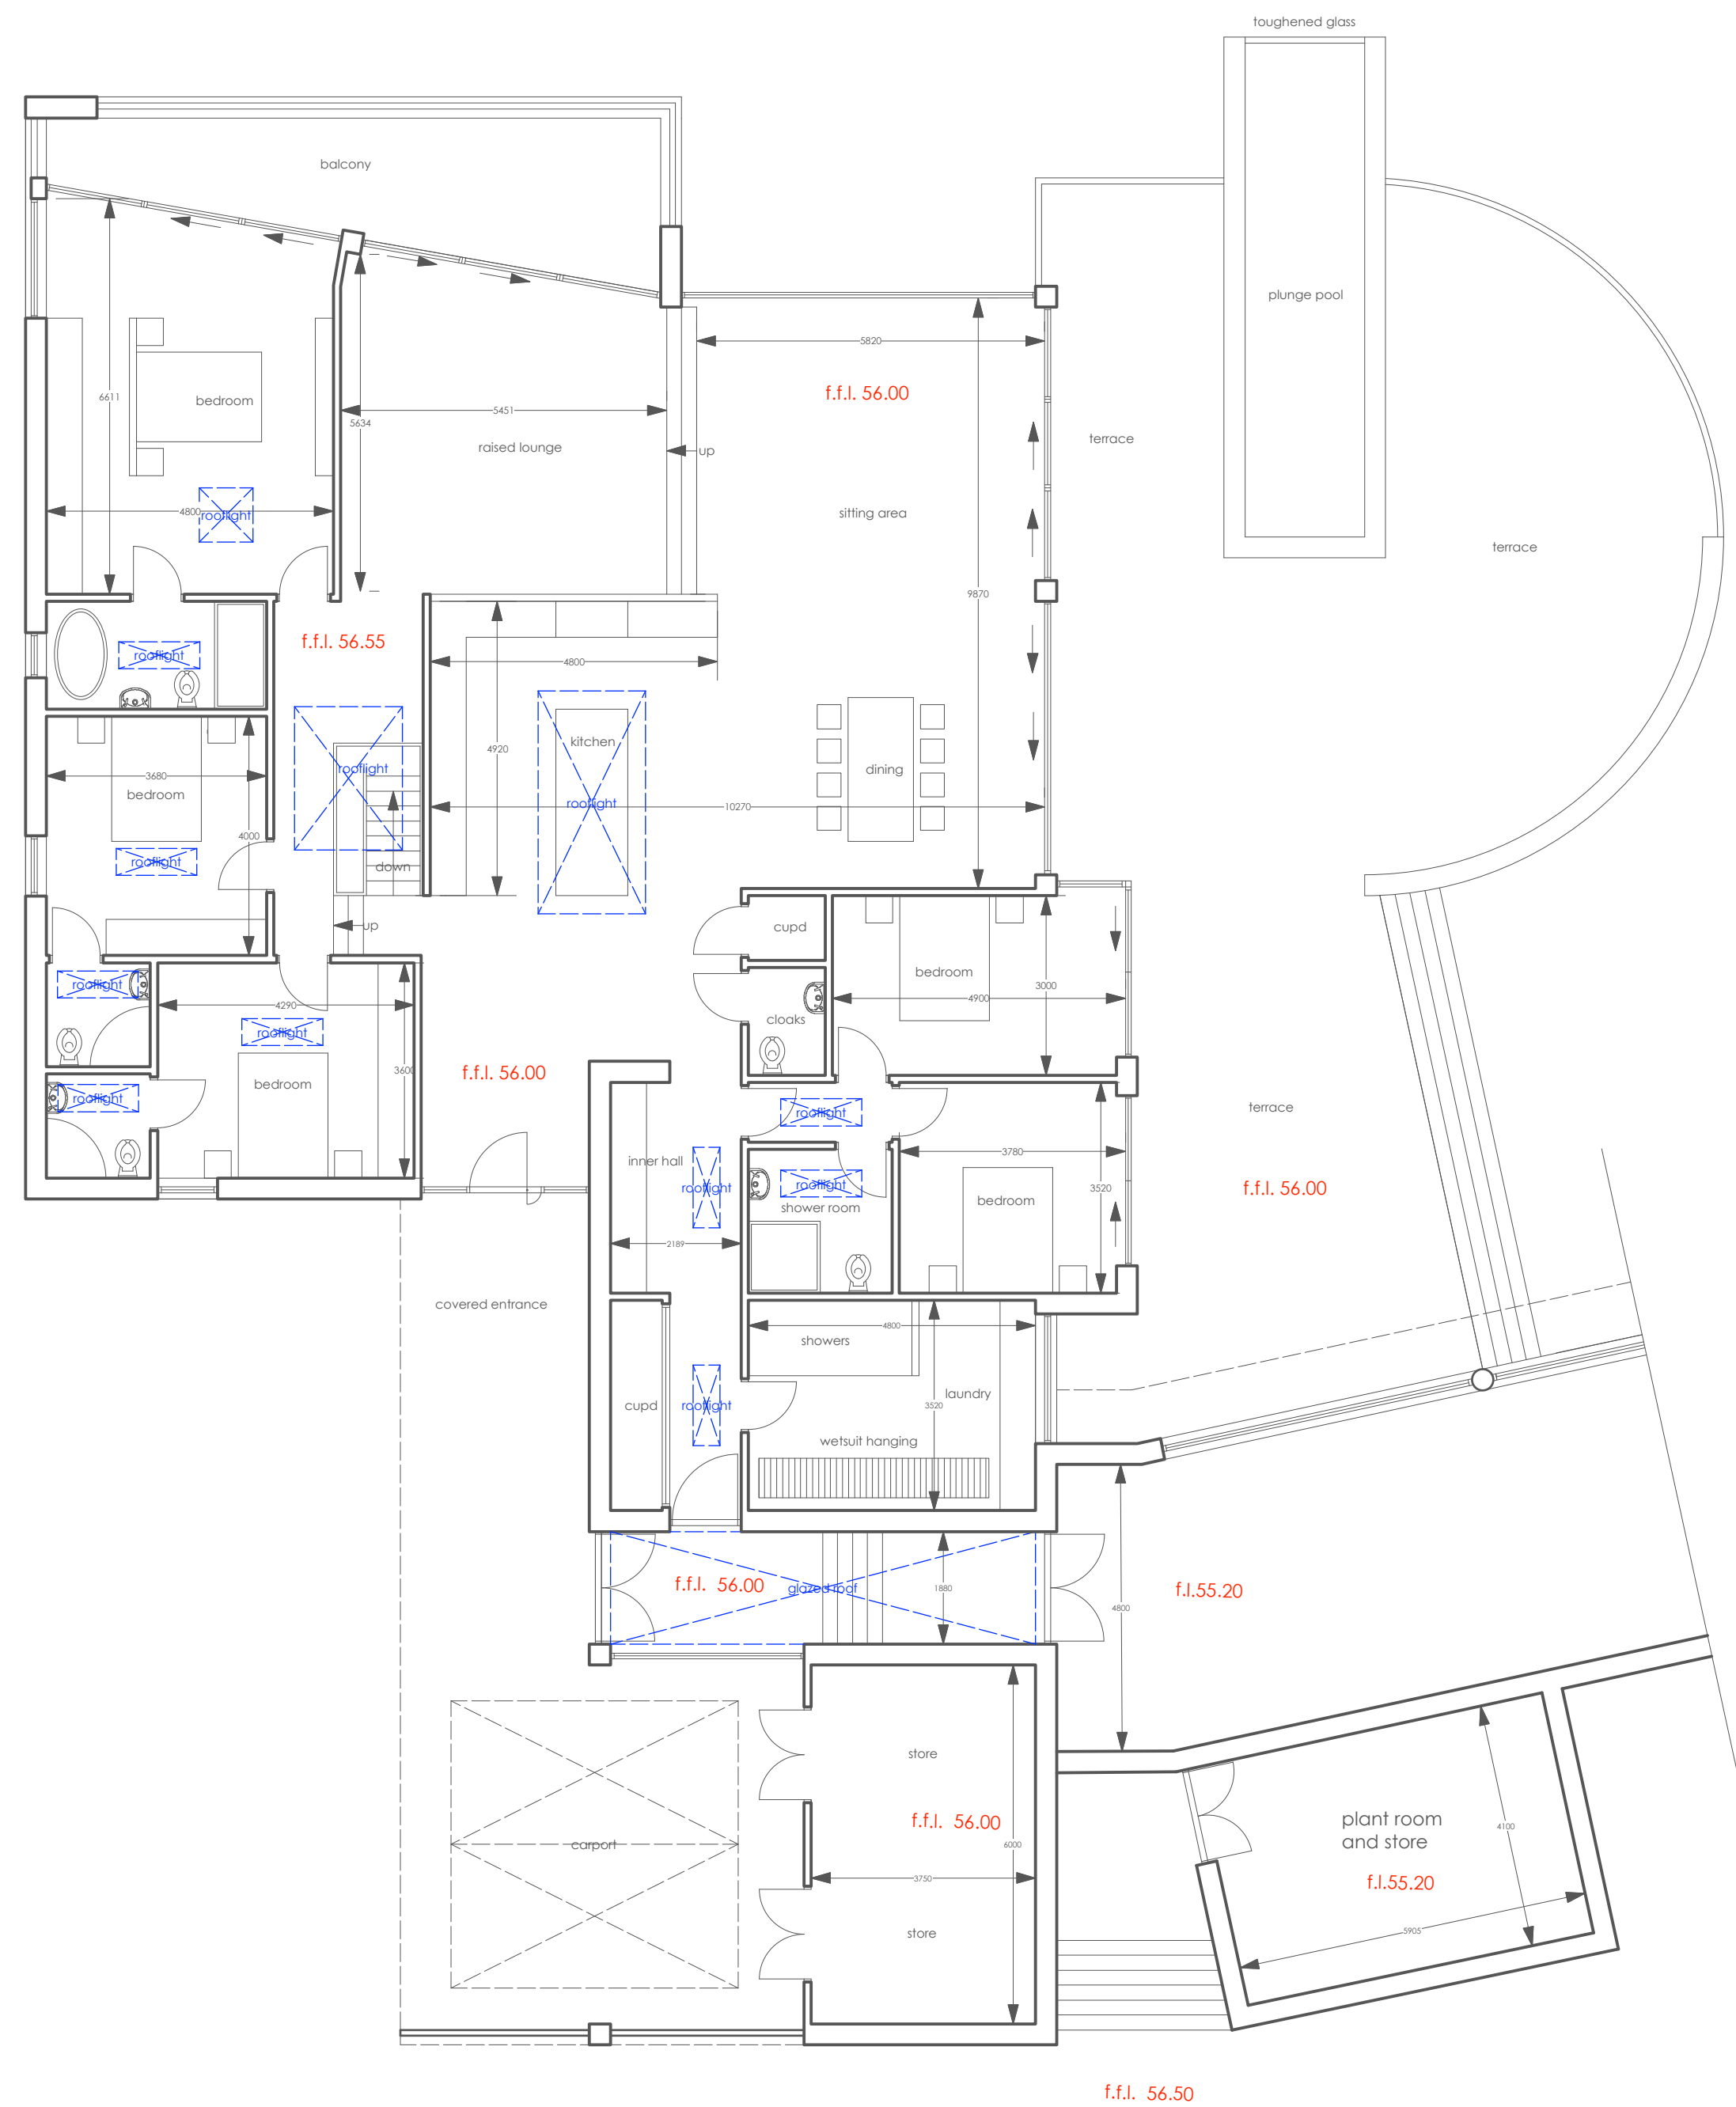 toughened glass
balcony
plunge pool
5820
f.f.l. 56.00
6611
bedroom
5451
5634
terrace
raised lounge
up
4800
rooflight
sitting area
terrace
9870
f.f.l. 56.55
rooflight
4800
4920
kitchen
rooflight
dining
3680
bedroom
rooflight
10270
4000
rooflight
down
up
cupd
bedroom
rooflight
4290
4900
3000
rooflight
cloaks
f.f.l. 56.00
3600
bedroom
rooflight
rooflight
terrace
inner hall
3780
rooflight
rooflight
3520
f.f.l. 56.00
bedroom
shower room
2189
covered entrance
4800
showers
laundry
cupd
rooflight
3520
wetsuit hanging
f.f.l. 56.00
glazed roof
1880
f.l.55.20
4800
store
f.f.l. 56.00
plant room
and store
4100
carport
6000
3750
f.l.55.20
store
5905
f.f.l. 56.50